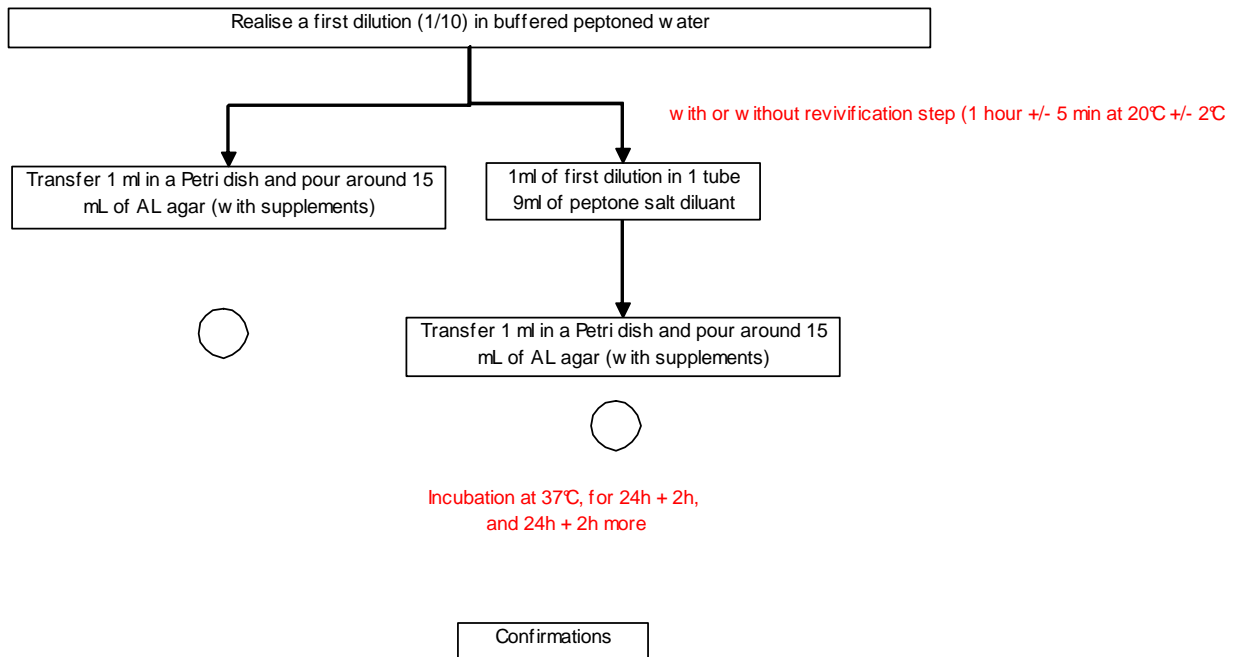 Realise a first dilution (1/10) in buffered peptoned water
with or without revivification step (1 hour +/- 5 min at 20°C +/- 2°C
Transfer 1 ml in a Petri dish and pour around 15
mL of AL agar (with supplements)
1ml of first dilution in 1 tube
9ml of peptone salt diluant
Transfer 1 ml in a Petri dish and pour around 15
mL of AL agar (with supplements)
Incubation at 37°C, for 24h + 2h,
and 24h + 2h more
Confirmations